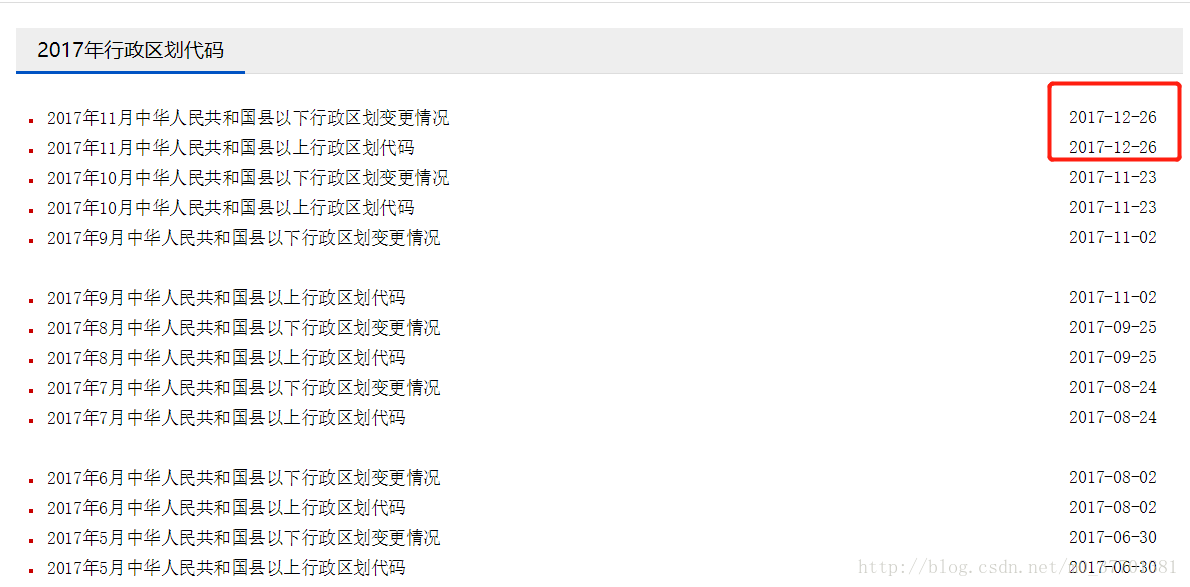 2017年行政区划代码
2017年11月中华人民共和国县以下行政区划变更情况 2017-12-26
2017年11月中华人民共和国县以上行政区划代码 2017-12-26
2017年10月中华人民共和国县以下行政区划变更情况 2017-11-23
2017年10月中华人民共和国县以上行政区划代码 2017-11-23
2017年9月中华人民共和国县以下行政区划变更情况 2017-11-02
2017年9月中华人民共和国县以上行政区划代码 2017-11-02
2017年8月中华人民共和国县以下行政区划变更情况 2017-09-25
2017年8月中华人民共和国县以上行政区划代码 2017-09-25
2017年7月中华人民共和国县以下行政区划变更情况 2017-08-24
2017年7月中华人民共和国县以上行政区划代码 2017-08-24
2017年6月中华人民共和国县以下行政区划变更情况 2017-08-02
2017年6月中华人民共和国县以上行政区划代码 2017-08-02
2017年5月中华人民共和国县以下行政区划变更情况 2017-06-30
2017年5月中华人民共和国县以上行政区划代码 2017-06-30